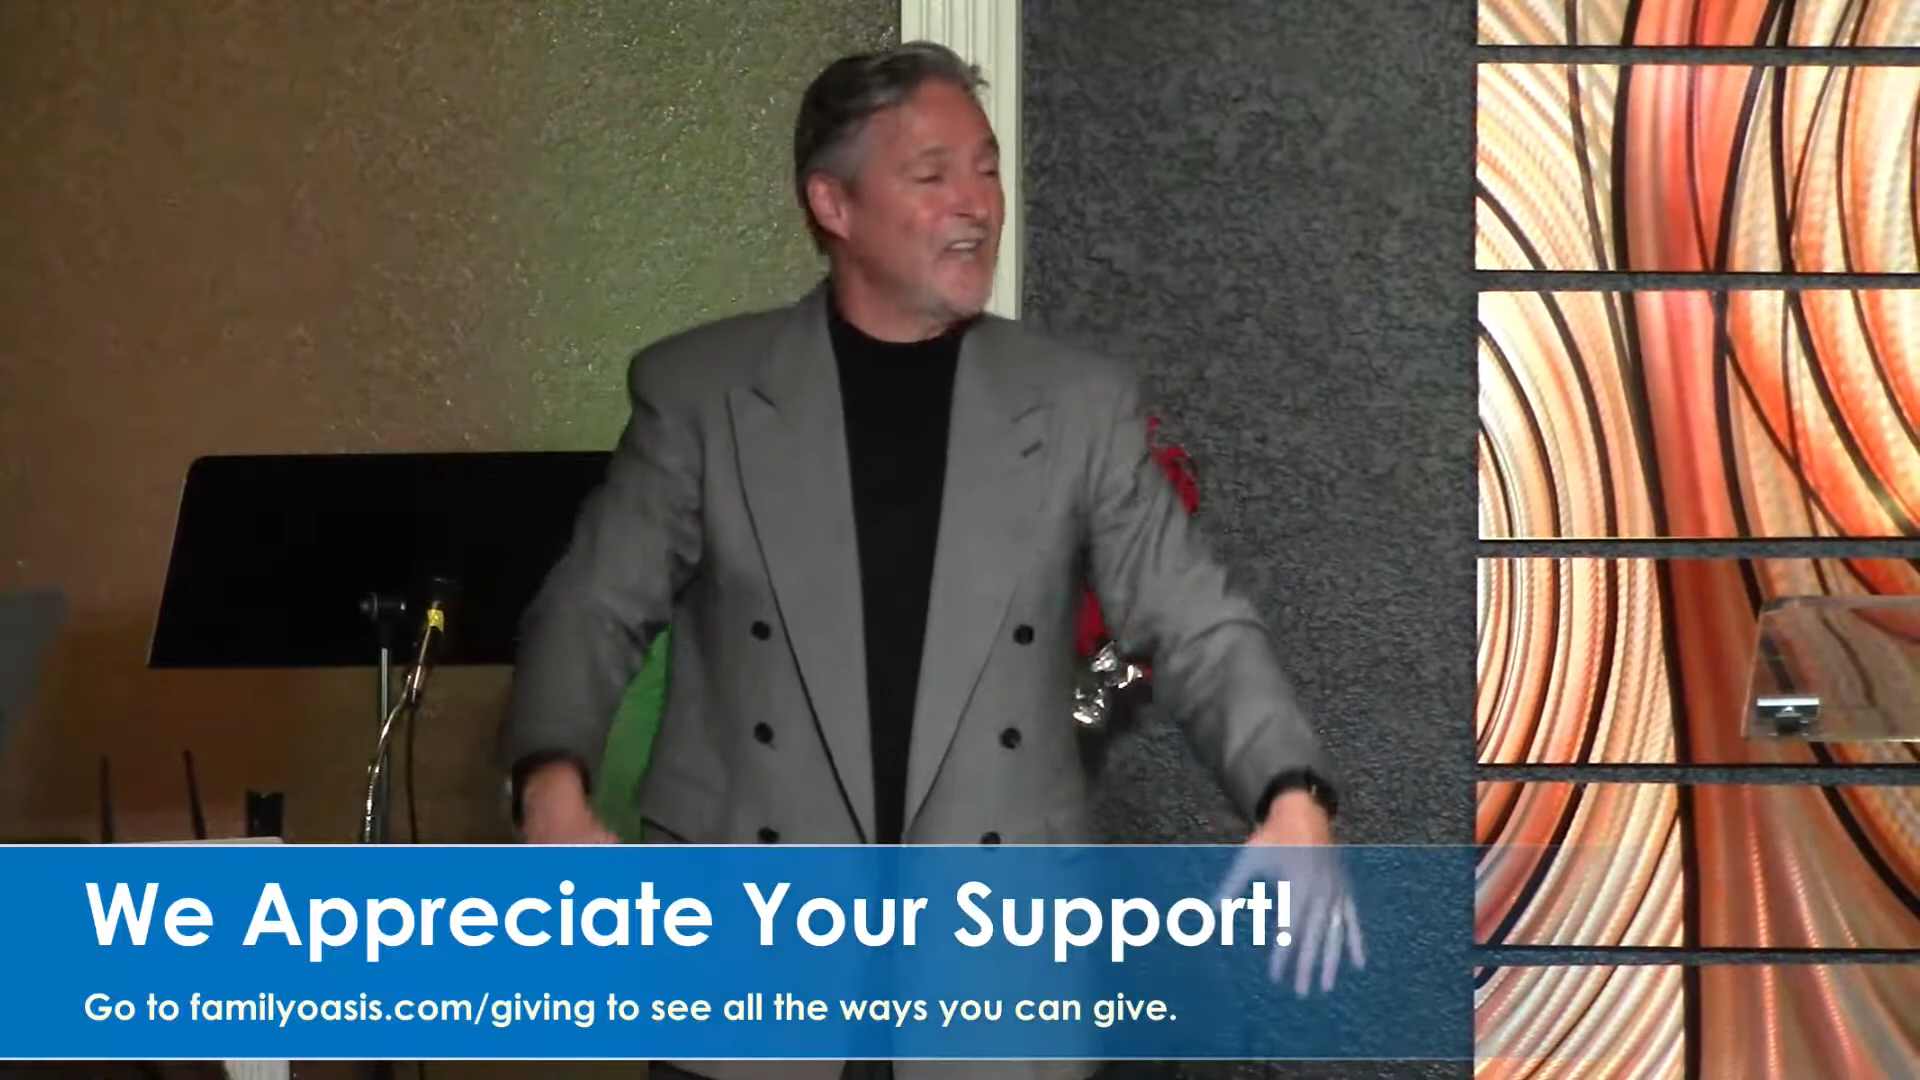 We Appreciate Your Support!
Go to familyoasis.com/giving to see all the ways you can give.